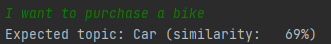 I want to purchase a bike
Expected topic: Car (similarity:  69%)